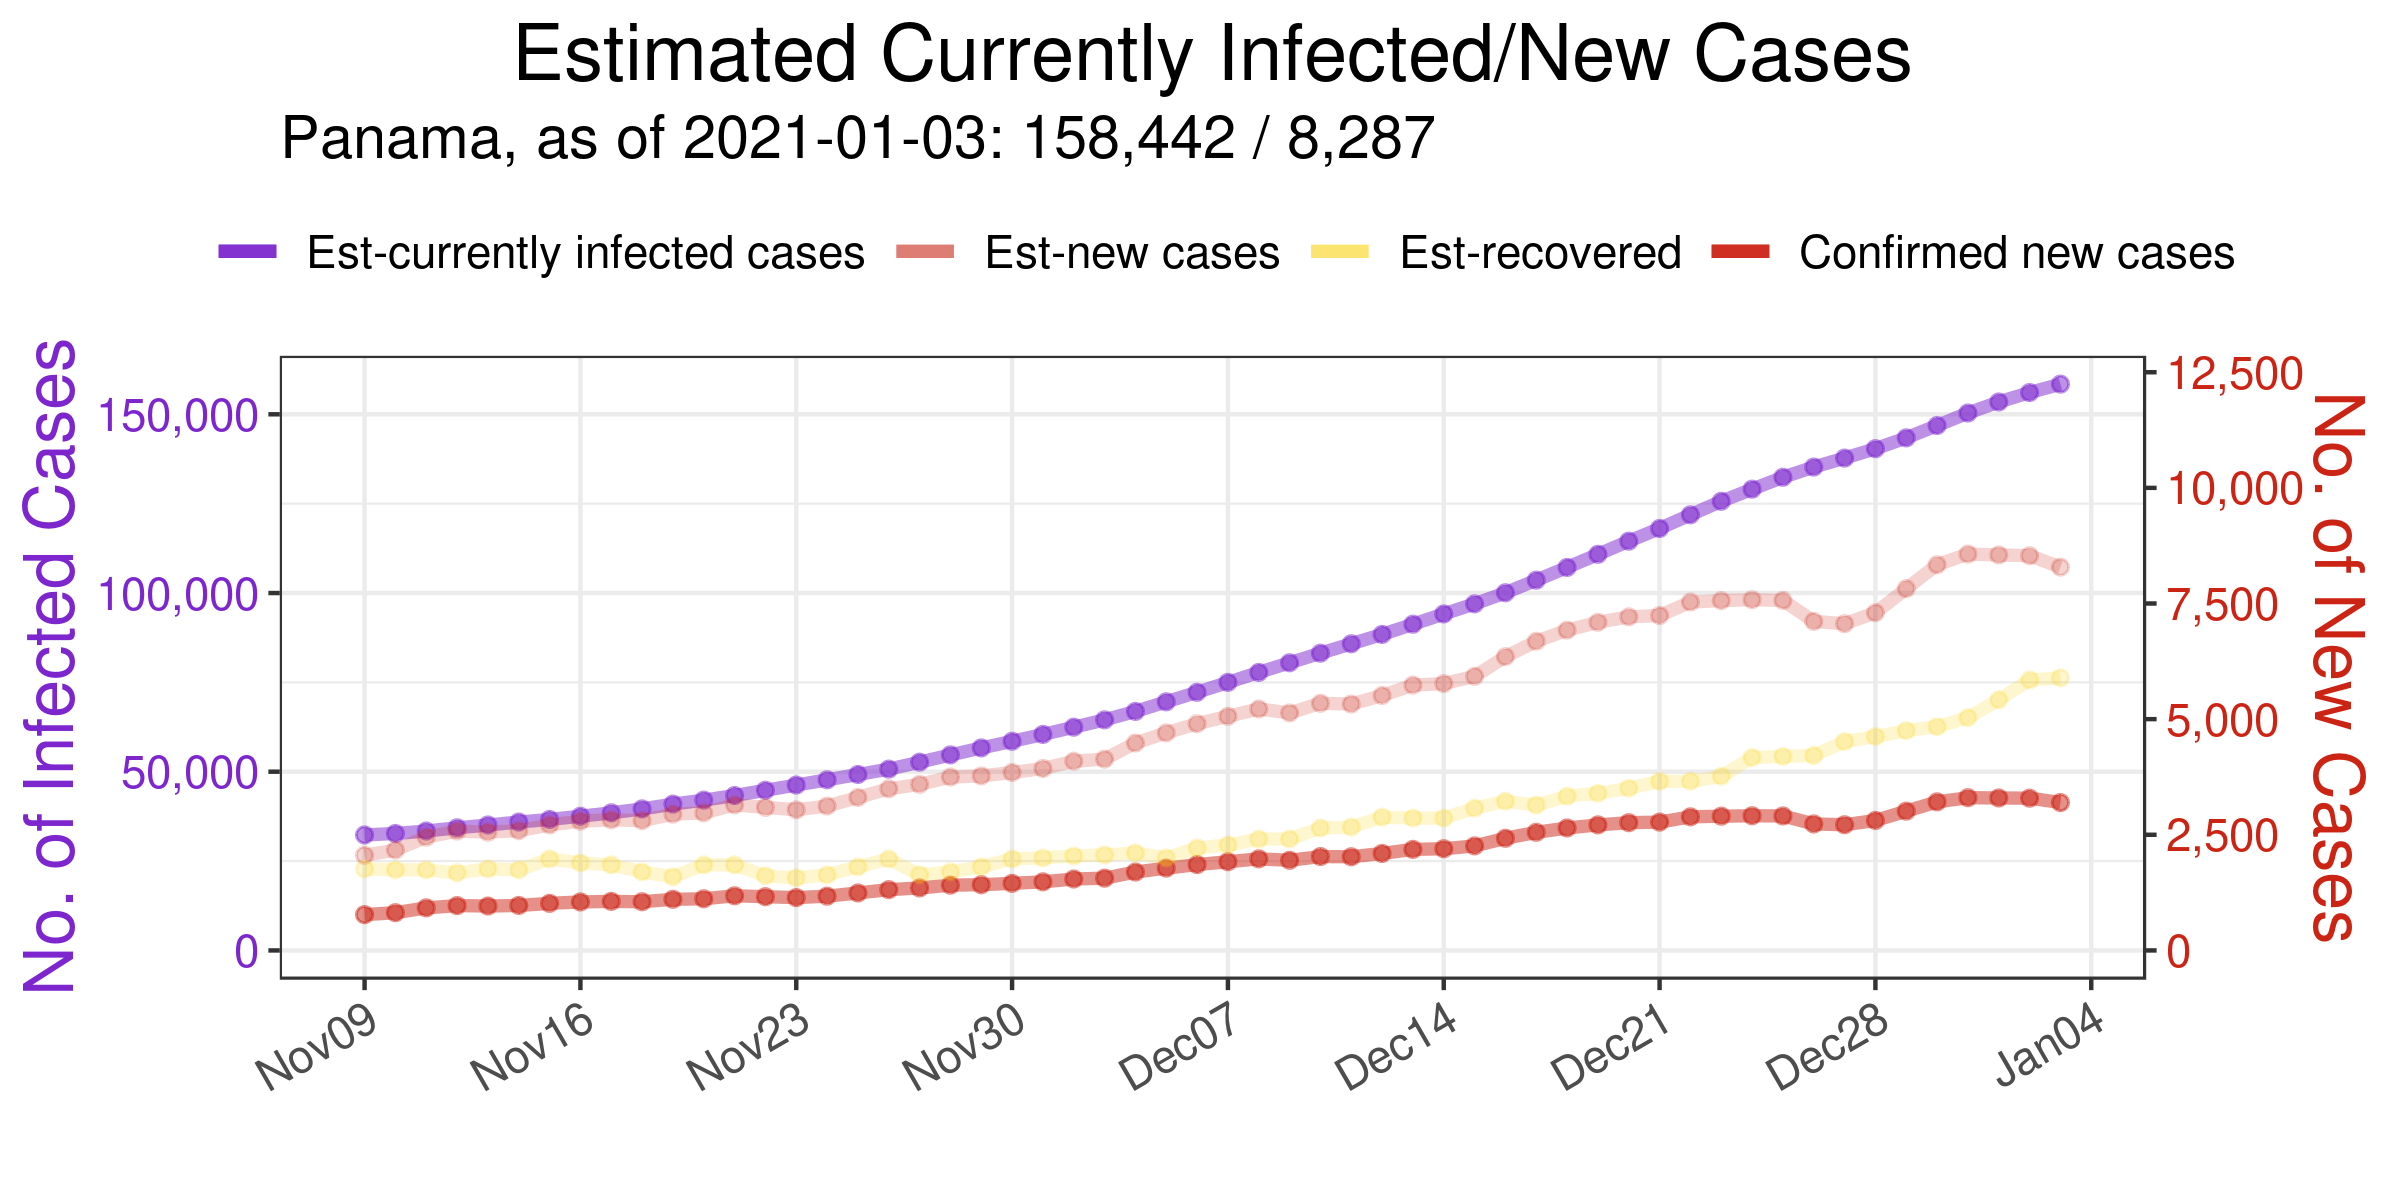 Estimated Currently Infected/New Cases
Panama, as of 2021-01-03: 158,442 / 8,287
Est-currently infected cases Est-new cases Est-recovered Confirmed new cases
No. of Infected Cases
150,000
100,000
50,000
0
12,500
10,000
7,500
5,000
2,500
0
No. of New Cases
Nov09 Nov16 Nov23 Nov30 Dec07 Dec14 Dec21 Dec28 Jan04